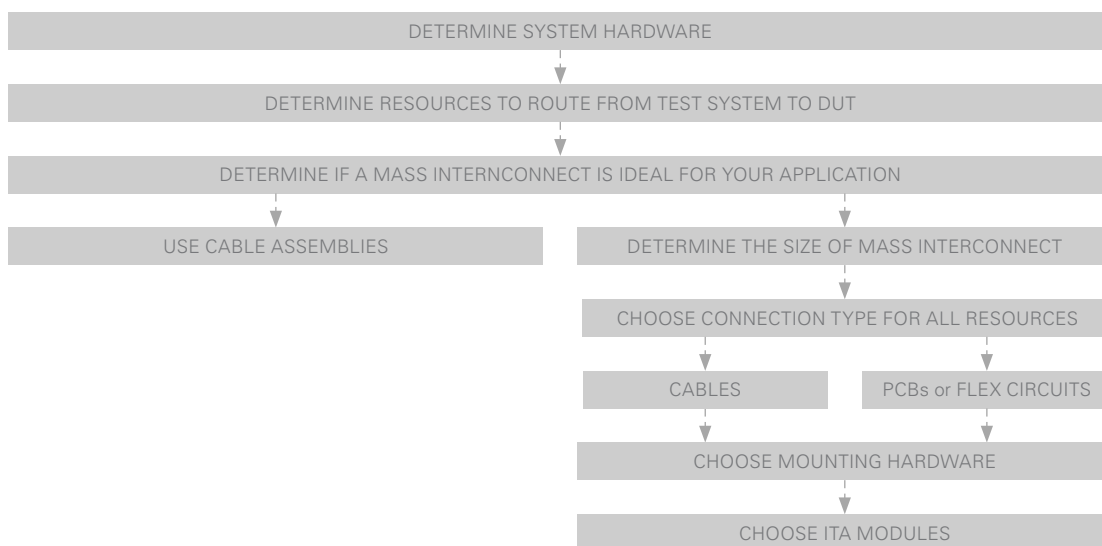 DETERMINE SYSTEM HARDWARE
DETERMINE RESOURCES TO ROUTE FROM TEST SYSTEM TO DUT
DETERMINE IF A MASS INTERNCONNECT IS IDEAL FOR YOUR APPLICATION
USE CABLE ASSEMBLIES
DETERMINE THE SIZE OF MASS INTERCONNECT
CHOOSE CONNECTION TYPE FOR ALL RESOURCES
CABLES
PCBs or FLEX CIRCUITS
CHOOSE MOUNTING HARDWARE
CHOOSE ITA MODULES